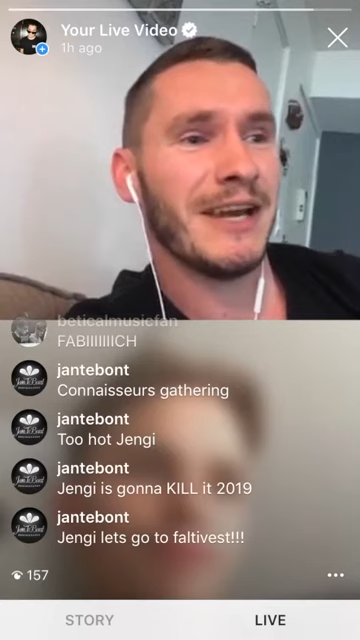 Your Live Video
1h ago
beticalmusicfan
FABIIIIIIICH
jantebont
Connaisseurs gathering
jantebont
Too hot Jengi
jantebont
Jengi is gonna KILL it 2019
jantebont
Jengi lets go to faltivest!!!
157
STORY
LIVE